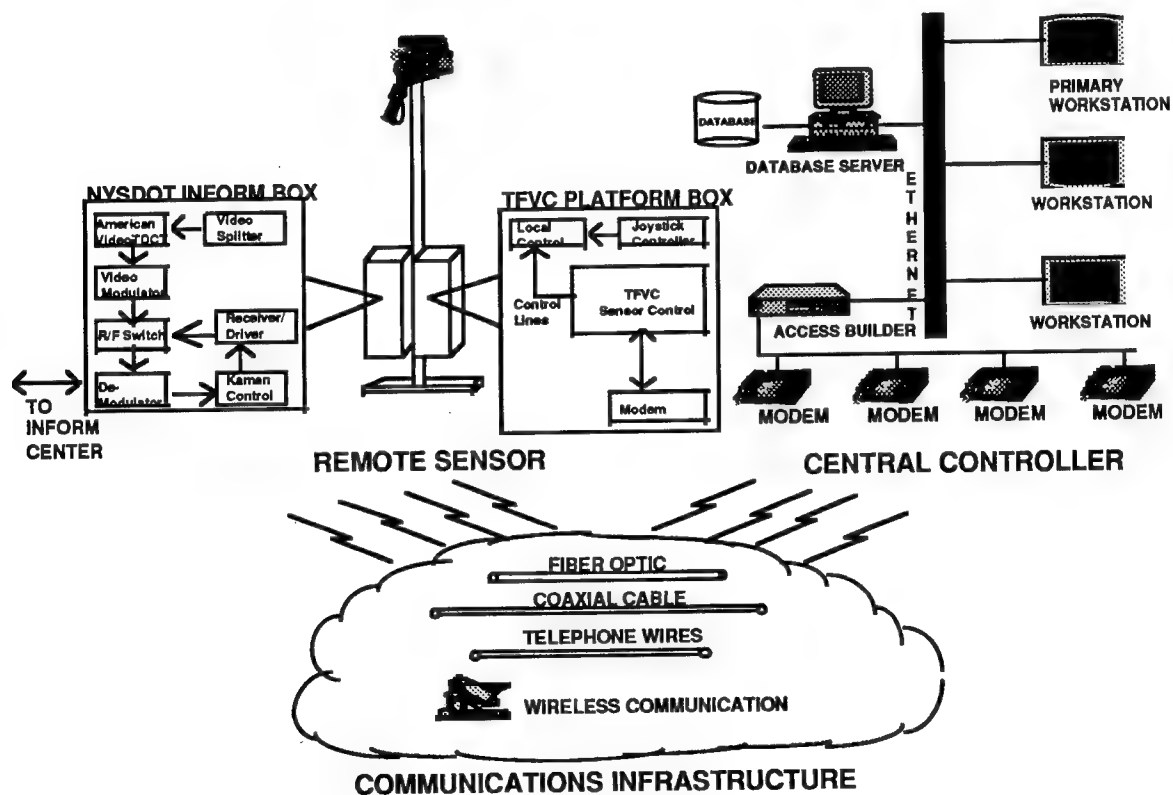 NYSDOT INFORM BOX
American
VideoTDCT
Video
Splitter
Video
Modulator
R/F Switch
Receiver/
Driver
De-
Modulator
Kaman
Control
TO
INFORM
CENTER
TFVC PLATFORM BOX
Local
Control
Joystick
Controller
Control
Lines
TFVC
Sensor Control
Modem
REMOTE SENSOR
DATABASE
DATABASE SERVER
ETHERNET
PRIMARY
WORKSTATION
WORKSTATION
WORKSTATION
ACCESS BUILDER
MODEM
MODEM
MODEM
MODEM
CENTRAL CONTROLLER
FIBER OPTIC
COAXIAL CABLE
TELEPHONE WIRES
WIRELESS COMMUNICATION
COMMUNICATIONS INFRASTRUCTURE